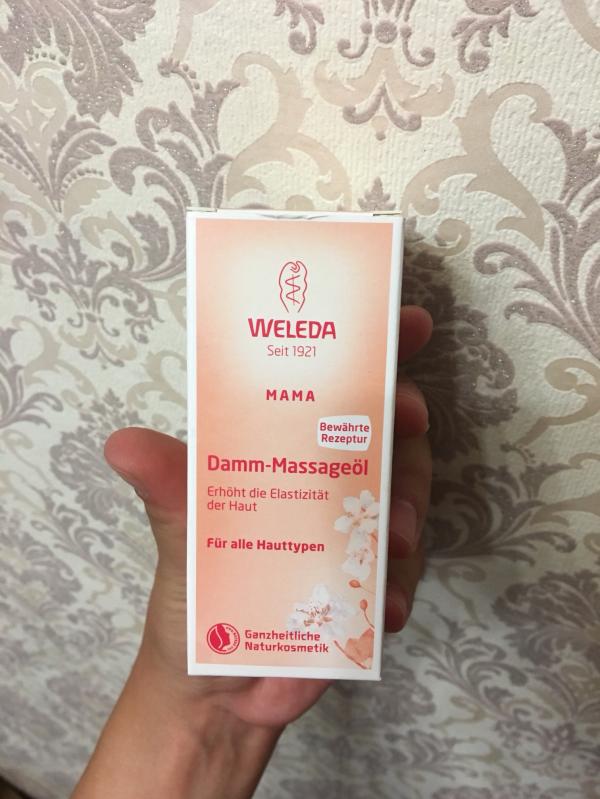 WELEDA
Seit 1921
MAMA
Bewährte
Rezeptur
Damm-Massageöl
Erhöht die Elastizität
der Haut
Für alle Hauttypen
Ganzheitliche
Naturkosmetik